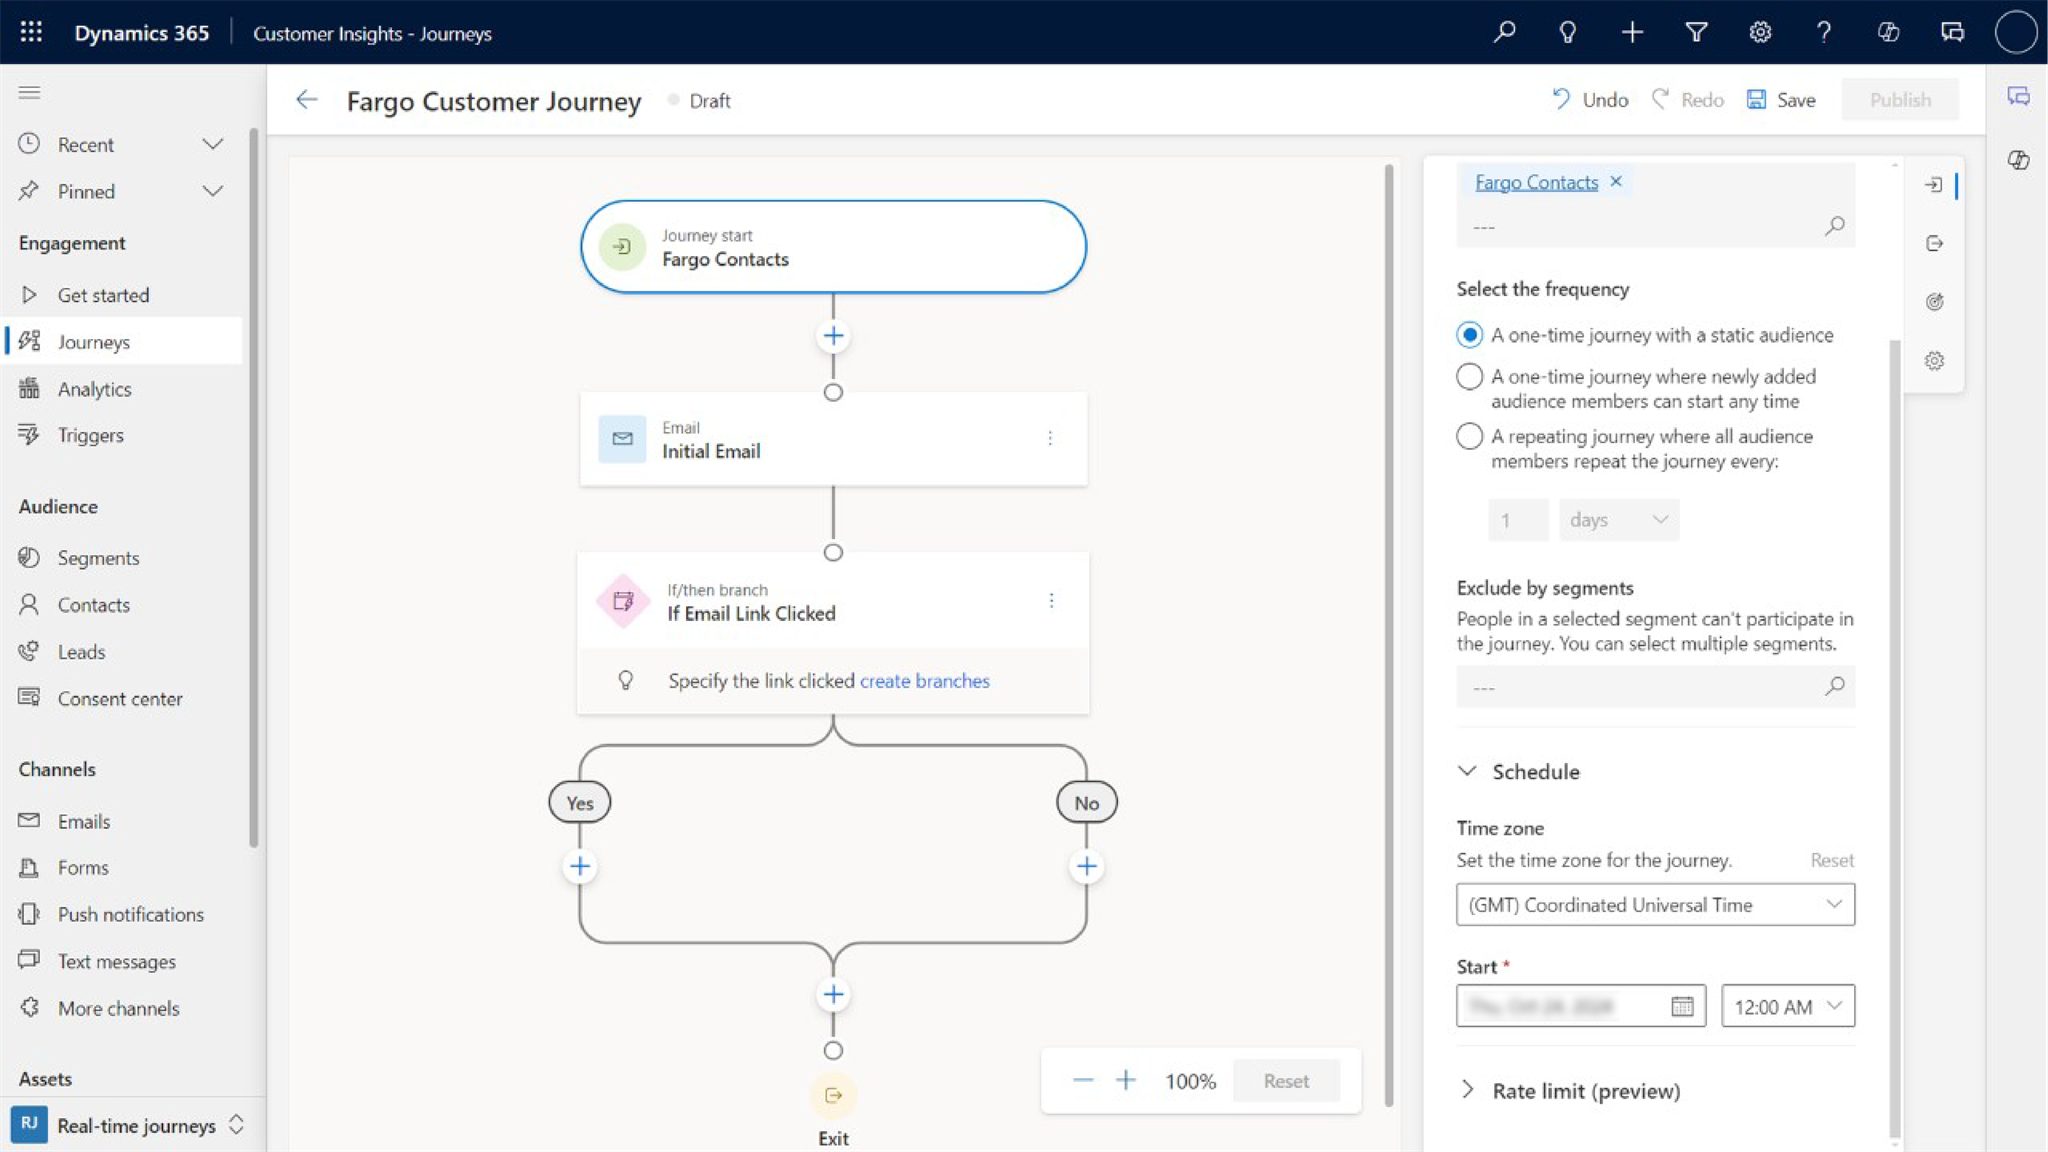 Dynamics 365
Customer Insights - Journeys
Fargo Customer Journey
Draft
Undo
Redo
Save
Publish
Recent
Pinned
Engagement
Get started
Journeys
Analytics
Triggers
Audience
Segments
Contacts
Leads
Consent center
Channels
Emails
Forms
Push notifications
Text messages
More channels
Assets
RJ
Real-time journeys
Journey start
Fargo Contacts
Email
Initial Email
If/then branch
If Email Link Clicked
Specify the link clicked create branches
Yes
No
Exit
100%
Reset
Fargo Contacts
---
Select the frequency
A one-time journey with a static audience
A one-time journey where newly added
audience members can start any time
A repeating journey where all audience
members repeat the journey every:
1
days
Exclude by segments
People in a selected segment can't participate in
the journey. You can select multiple segments.
---
Schedule
Time zone
Set the time zone for the journey.
Reset
(GMT) Coordinated Universal Time
Start *
12:00 AM
Rate limit (preview)